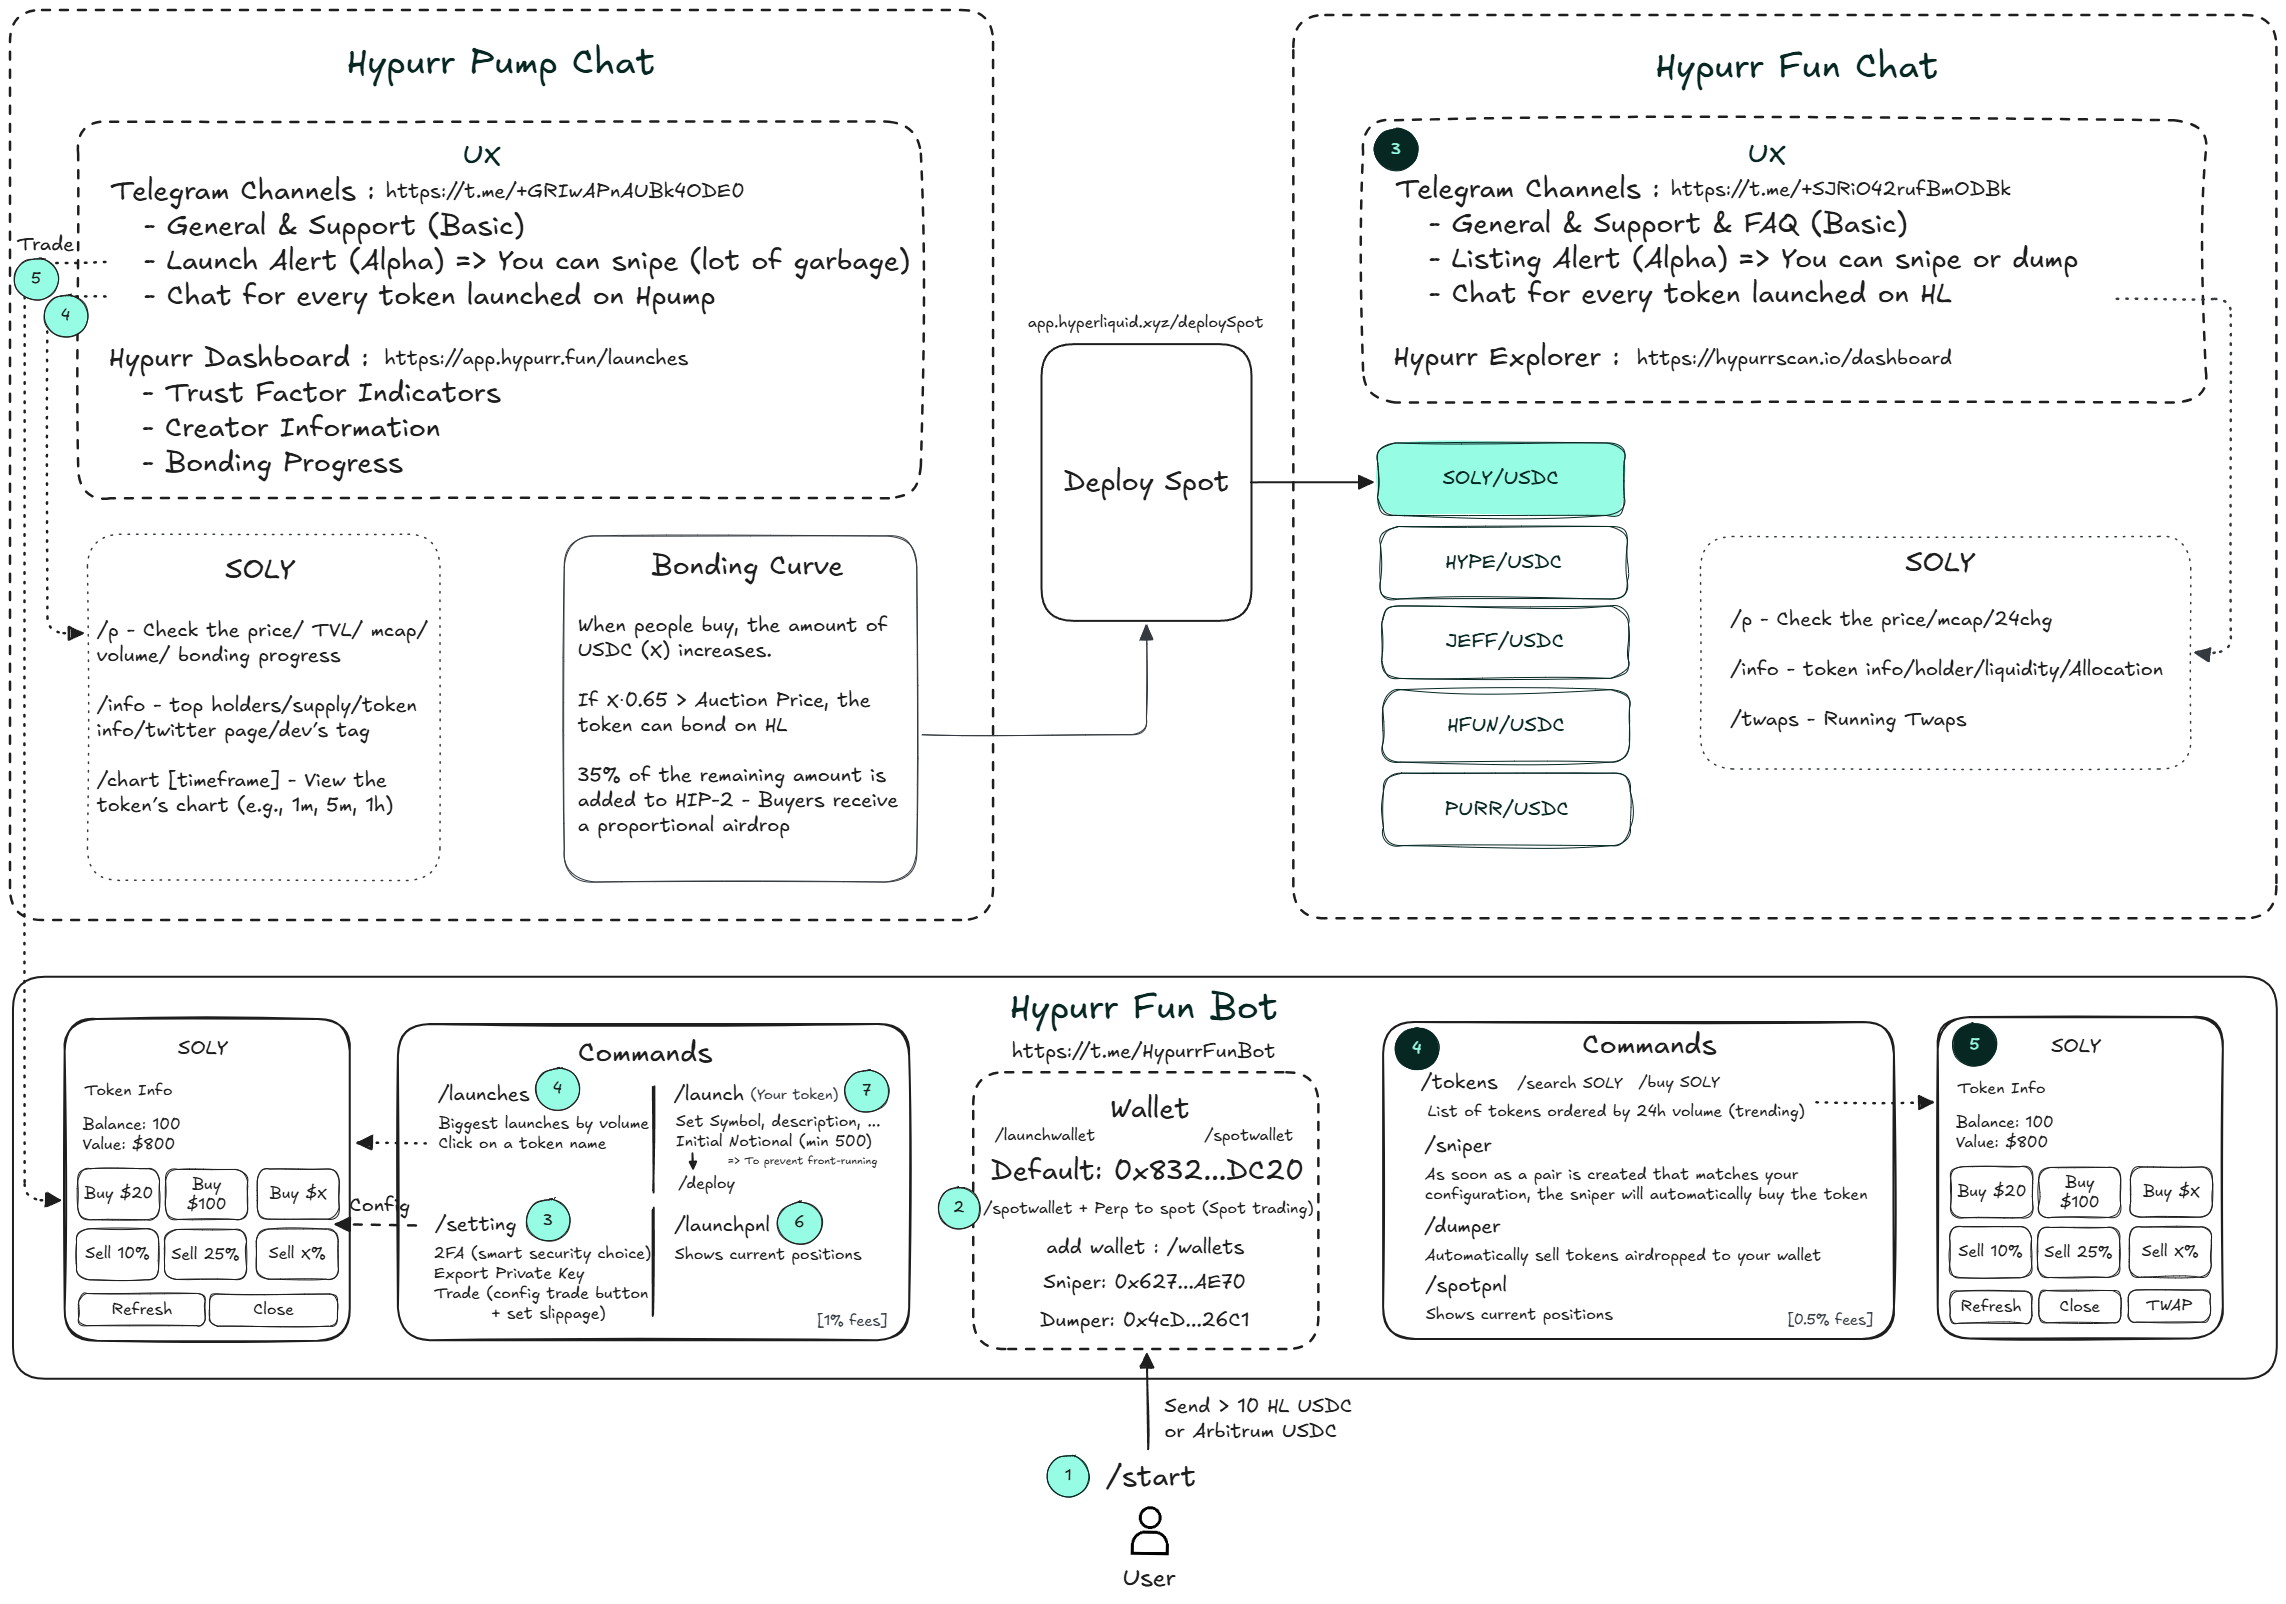 Hypurr Pump Chat
UX
Telegram Channels : https://t.me/+GRIwAPnAUBk4ODE0
- General & Support (Basic)
- Launch Alert (Alpha) => You can snipe (lot of garbage)
- Chat for every token launched on Hpump
Trade
5
4
Hypurr Dashboard : https://app.hypurr.fun/launches
- Trust Factor Indicators
- Creator Information
- Bonding Progress
SOLY
/p - Check the price/ TVL/ mcap/
volume/ bonding progress
/info - top holders/supply/token
info/twitter page/dev's tag
/chart [timeframe] - View the
token's chart (e.g., 1m, 5m, 1h)
Bonding Curve
When people buy, the amount of
USDC (x) increases.
If x·0.65 > Auction Price, the
token can bond on HL
35% of the remaining amount is
added to HIP-2 - Buyers receive
a proportional airdrop
app.hyperliquid.xyz/deploySpot
Deploy Spot
Hypurr Fun Chat
3
UX
Telegram Channels : https://t.me/+SJRiO42rufBmODBk
- General & Support & FAQ (Basic)
- Listing Alert (Alpha) => You can snipe or dump
- Chat for every token launched on HL
Hypurr Explorer : https://hypurrscan.io/dashboard
SOLY/USDC
HYPE/USDC
JEFF/USDC
HFUN/USDC
PURR/USDC
SOLY
/p - Check the price/mcap/24chg
/info - token info/holder/liquidity/Allocation
/twaps - Running Twaps
Hypurr Fun Bot
https://t.me/HypurrFunBot
SOLY
Token Info
Balance: 100
Value: $800
Buy $20
Buy
$100
Buy $x
Sell 10%
Sell 25%
Sell x%
Refresh
Close
Config
Commands
/launches
4
Biggest launches by volume
Click on a token name
/launch (Your token)
7
Set Symbol, description, ...
Initial Notional (min 500)
=> To prevent front-running
/deploy
/setting
3
2FA (smart security choice)
Export Private Key
Trade (config trade button
+ set slippage)
/launchpnl
6
Shows current positions
[1% fees]
Wallet
/launchwallet
/spotwallet
Default: 0x832...DC20
2
/spotwallet + Perp to spot (Spot trading)
add wallet : /wallets
Sniper: 0x627...AE70
Dumper: 0x4cD...26C1
4
Commands
/tokens /search SOLY /buy SOLY
List of tokens ordered by 24h volume (trending)
/sniper
As soon as a pair is created that matches your
configuration, the sniper will automatically buy the token
/dumper
Automatically sell tokens airdropped to your wallet
/spotpnl
Shows current positions
[0.5% fees]
5
SOLY
Token Info
Balance: 100
Value: $800
Buy $20
Buy
$100
Buy $x
Sell 10%
Sell 25%
Sell x%
Refresh
Close
TWAP
Send > 10 HL USDC
or Arbitrum USDC
1
/start
User